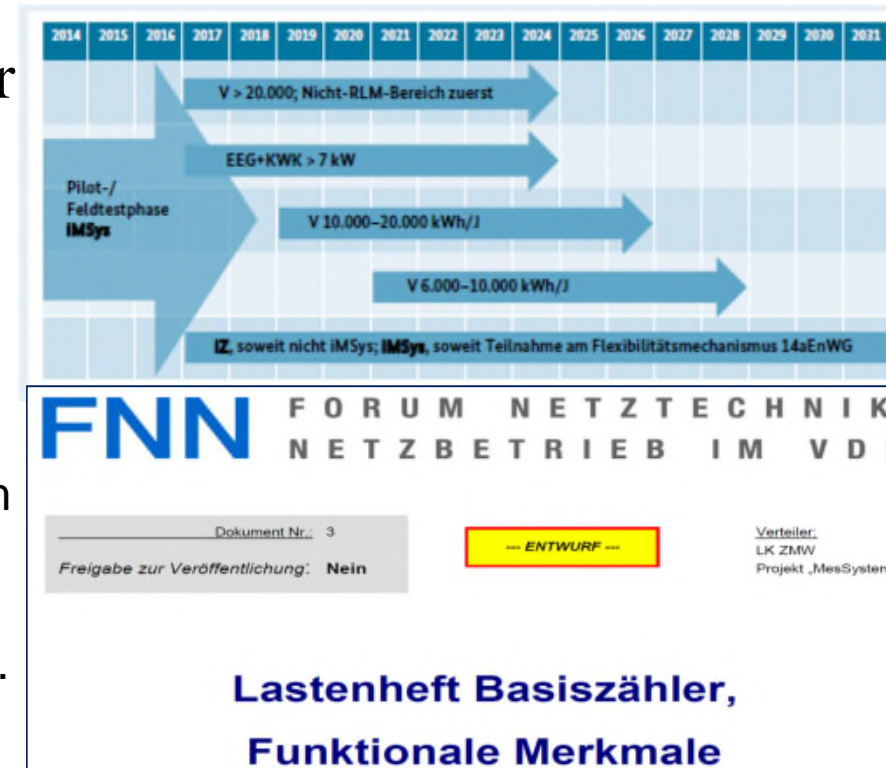 2014 2015 2016 2017 2018 2019 2020 2021 2022 2023 2024 2025 2026 2027 2028 2029 2030 2031
r
V > 20.000; Nicht-RLM-Bereich zuerst
EEG+KWK > 7 kW
Pilot-/
Feldtestphase
iMSys
V 10.000–20.000 kWh/J
V 6.000–10.000 kWh/J
IZ, soweit nicht iMSys; iMSys, soweit Teilnahme am Flexibilitätsmechanismus 14aEnWG
FNN
FORUM NETZTECHNIK
NETZBETRIEB IM VD
n
Dokument Nr.: 3
Freigabe zur Veröffentlichung: Nein
--- ENTWURF ---
Verteiler:
LK ZMW
Projekt „MesSystem
.
Lastenheft Basiszähler,
Funktionale Merkmale